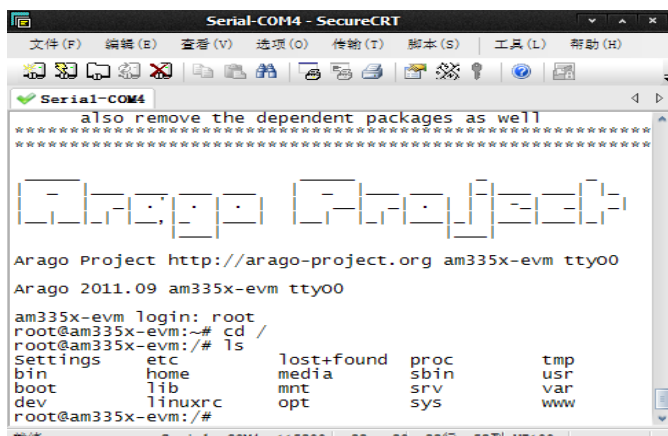 Serial-COM4 - SecureCRT
文件(F) 编辑(E) 查看(V) 选项(O) 传输(T) 脚本(S) 工具(L) 帮助(H)
Serial-COM4
also remove the dependent packages as well
*******************************************************************
*******************************************************************
Arago Project
Arago Project http://arago-project.org am335x-evm ttyO0
Arago 2011.09 am335x-evm ttyO0
am335x-evm login: root
root@am335x-evm:~# cd /
root@am335x-evm:/# ls
Settings etc lost+found proc tmp
bin home media sbin usr
boot lib mnt srv var
dev linuxrc opt sys www
root@am335x-evm:/#